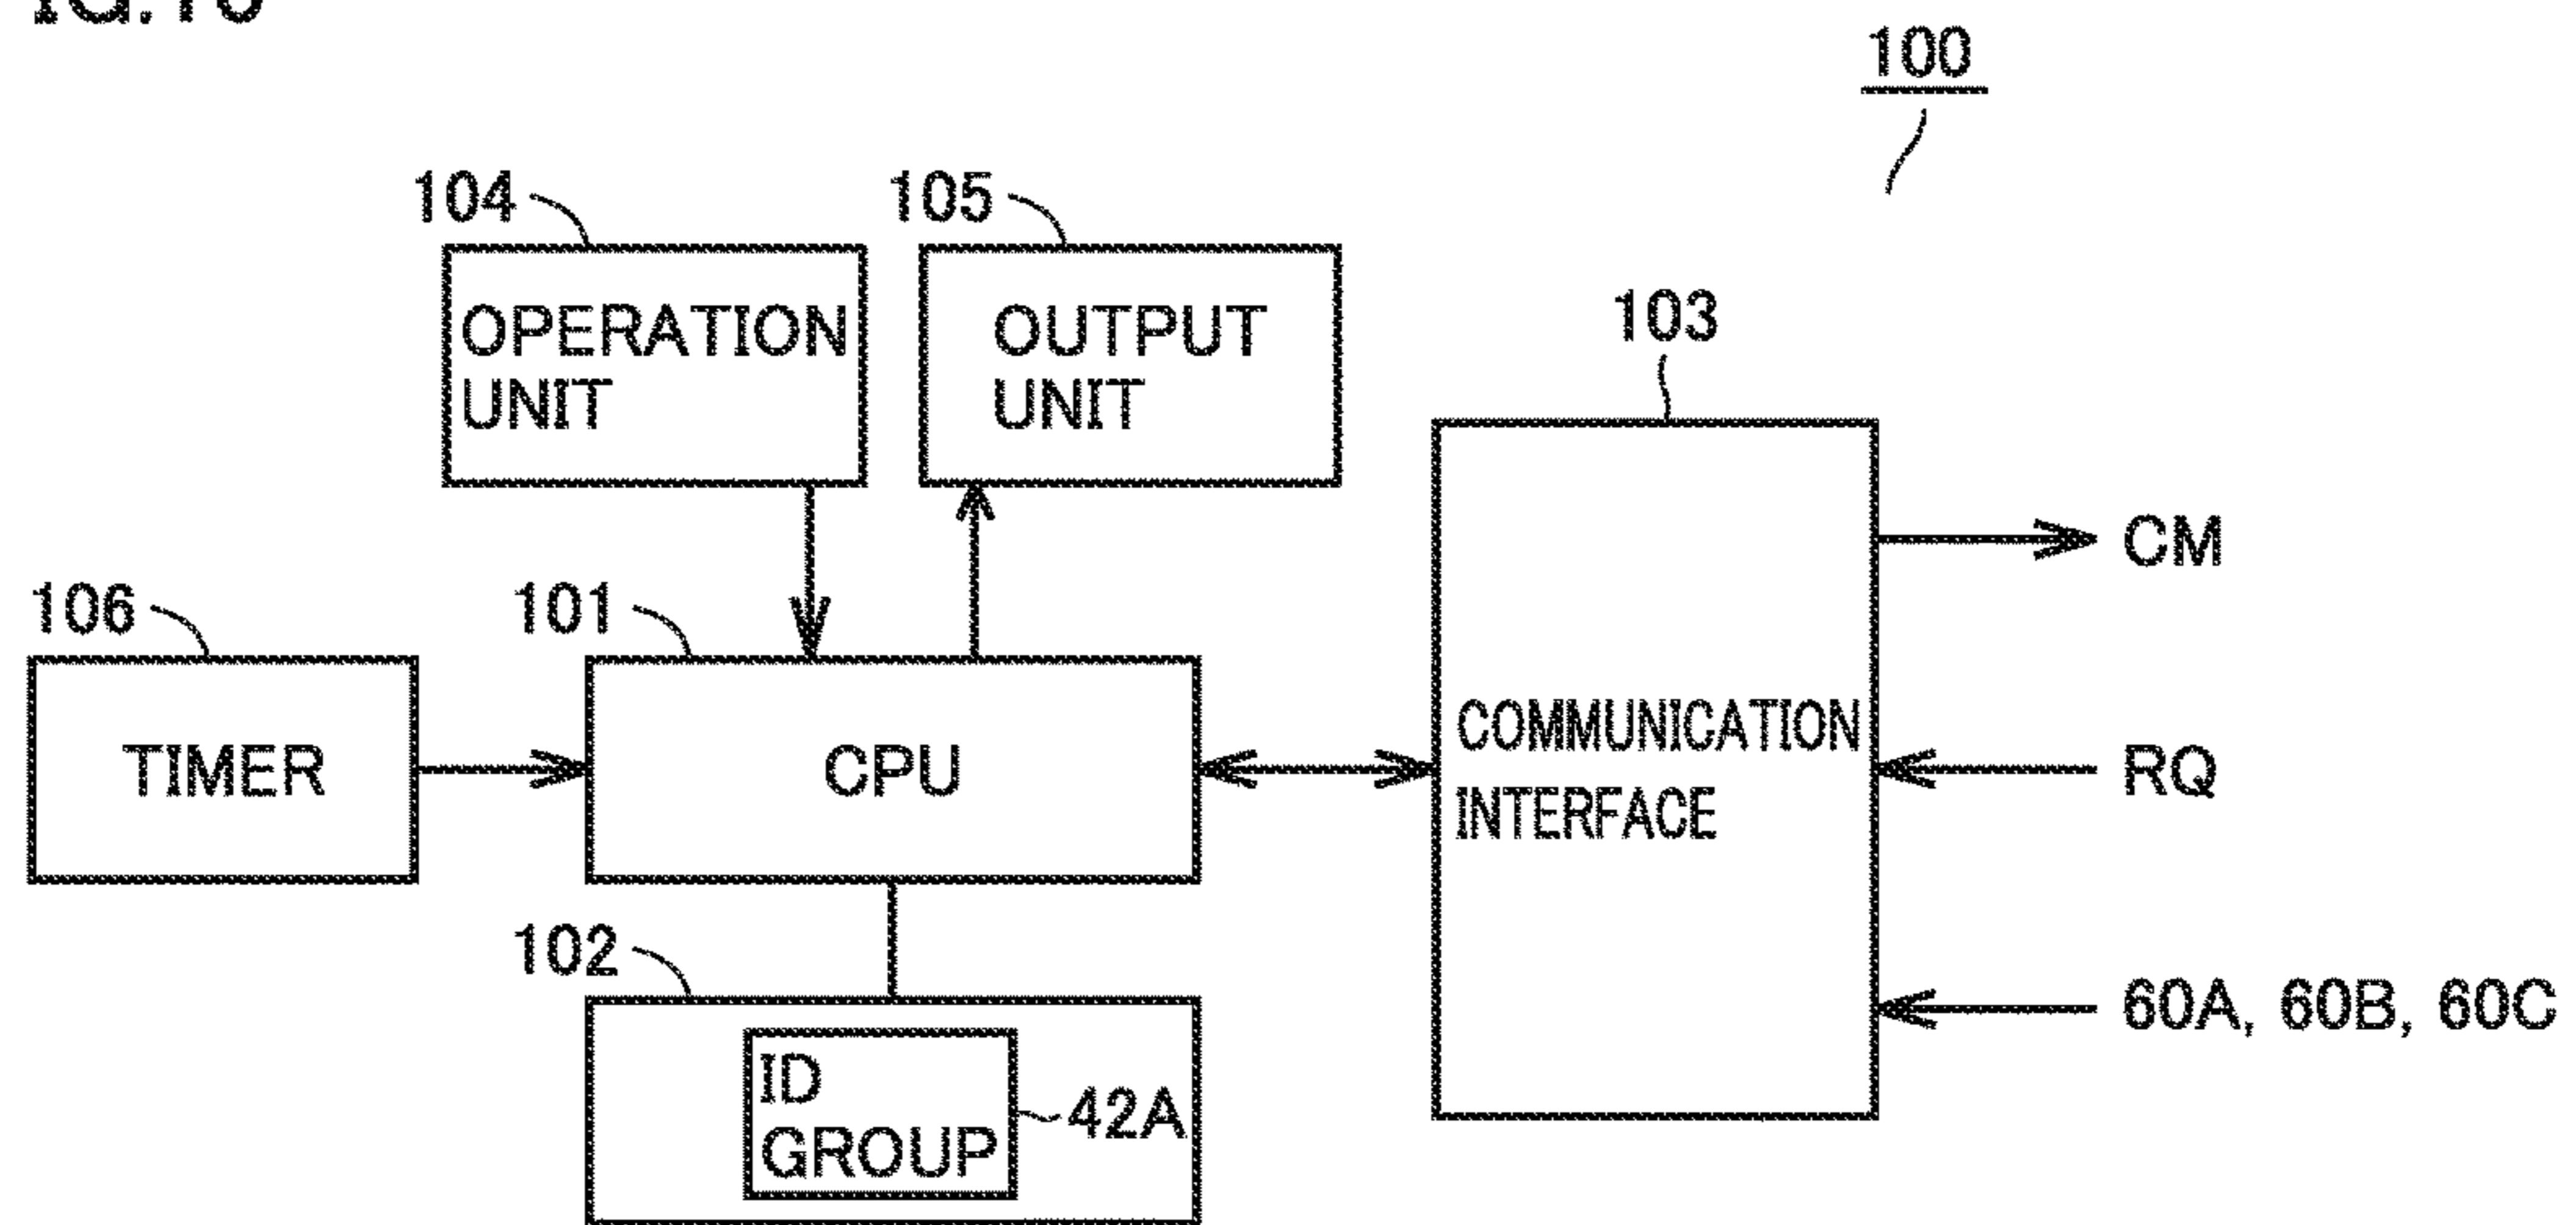 100
104
105
OPERATION
UNIT
OUTPUT
UNIT
103
CM
106
101
TIMER
CPU
COMMUNICATION
INTERFACE
RQ
102
60A, 60B, 60C
ID
GROUP
42A